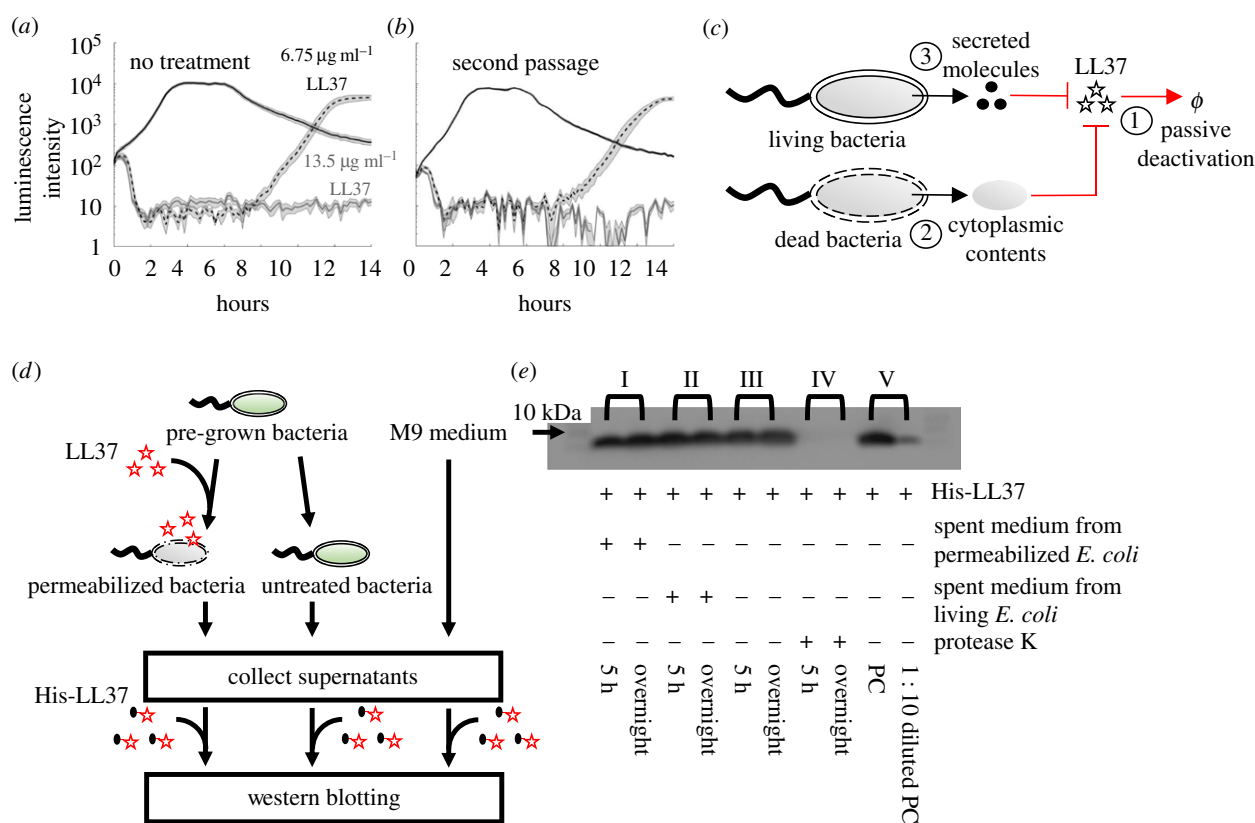 (a)
10⁵
10⁴
10³
10²
10
1
luminescence
intensity
no treatment
6.75 µg ml⁻¹
LL37
13.5 µg ml⁻¹
LL37
0 2 4 6 8 10 12 14
hours
(b)
second passage
0 2 4 6 8 10 12 14
hours
(c)
3
secreted
molecules
LL37
living bacteria
1
ϕ
passive
deactivation
dead bacteria
2
cytoplasmic
contents
(d)
pre-grown bacteria
M9 medium
LL37
permeabilized bacteria
untreated bacteria
collect supernatants
His-LL37
western blotting
(e)
I II III IV V
10 kDa
+ + + + + + + + + + His-LL37
spent medium from
+ + – – – – – – – – permeabilized E. coli
spent medium from
– – + + – – – – – – living E. coli
– – – – – – + + – – protease K
5 h
overnight
5 h
overnight
5 h
overnight
5 h
overnight
PC
1 : 10 diluted PC